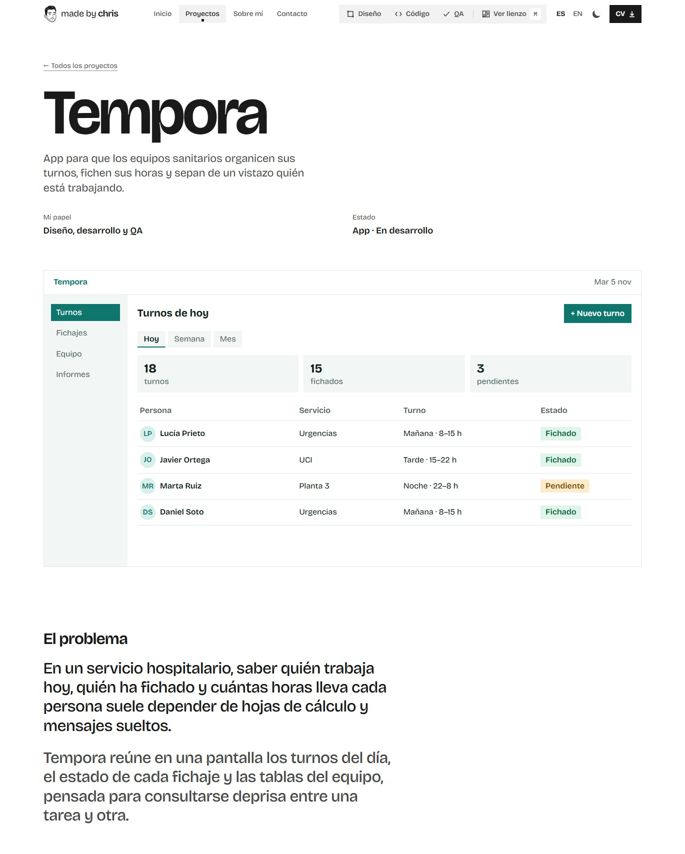 made by chris
Inicio
Proyectos
Sobre mí
Contacto
Diseño
Código
QA
Ver lienzo
ES
EN
CV
← Todos los proyectos
Tempora
App para que los equipos sanitarios organicen sus
turnos, fichen sus horas y sepan de un vistazo quién
está trabajando.
Mi papel
Diseño, desarrollo y QA
Estado
App · En desarrollo
Tempora
Mar 5 nov
Turnos
Fichajes
Equipo
Informes
Turnos de hoy
+ Nuevo turno
Hoy
Semana
Mes
18
turnos
15
fichados
3
pendientes
Persona Servicio Turno Estado
LP Lucía Prieto Urgencias Mañana · 8–15 h Fichado
JO Javier Ortega UCI Tarde · 15–22 h Fichado
MR Marta Ruiz Planta 3 Noche · 22–8 h Pendiente
DS Daniel Soto Urgencias Mañana · 8–15 h Fichado
El problema
En un servicio hospitalario, saber quién trabaja
hoy, quién ha fichado y cuántas horas lleva cada
persona suele depender de hojas de cálculo y
mensajes sueltos.
Tempora reúne en una pantalla los turnos del día,
el estado de cada fichaje y las tablas del equipo,
pensada para consultarse deprisa entre una
tarea y otra.